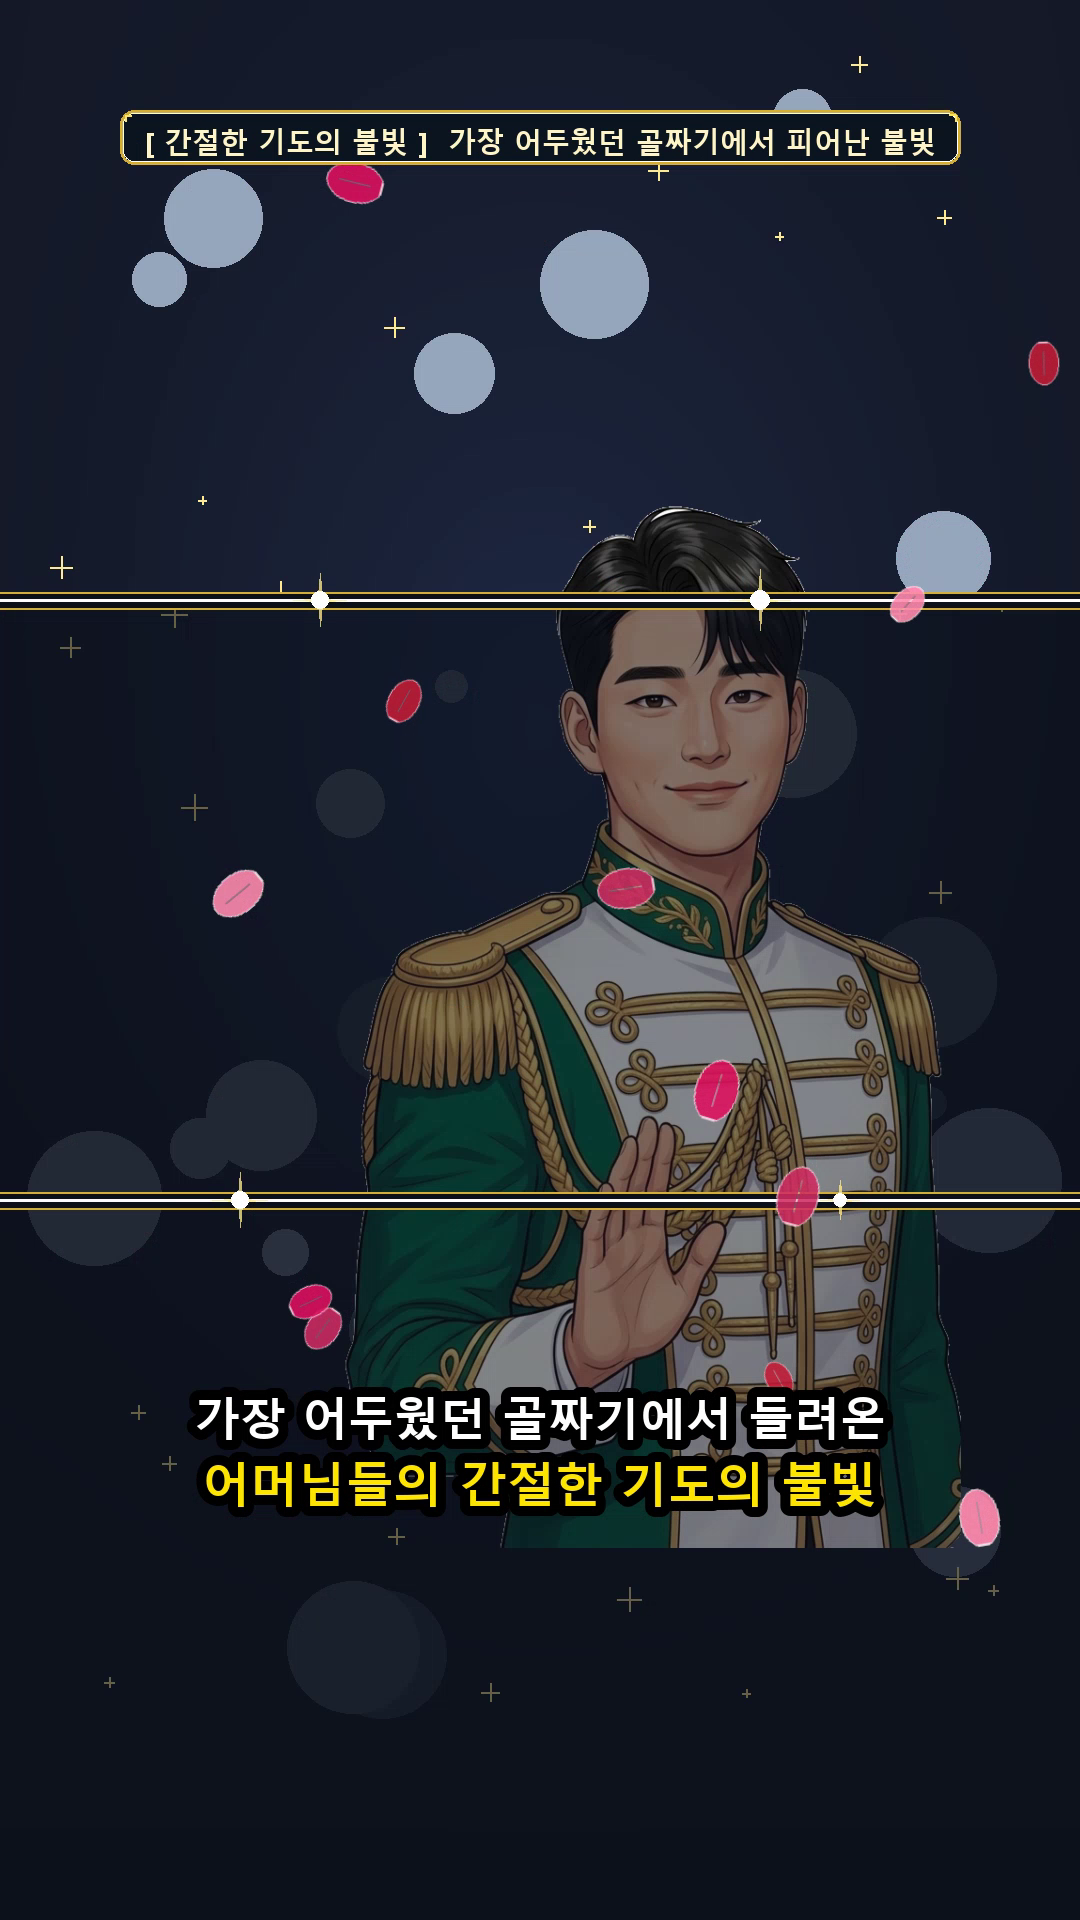 [ 간절한 기도의 불빛 ] 가장 어두웠던 골짜기에서 피어난 불빛
가장 어두웠던 골짜기에서 들려온
어머님들의 간절한 기도의 불빛